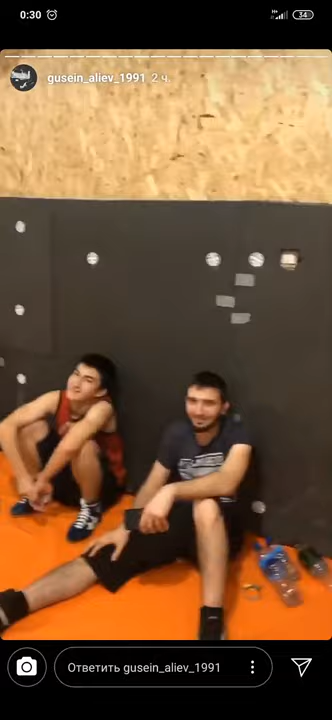 0:30
34
gusein_aliev_1991 2 ч.
Ответить gusein_aliev_1991